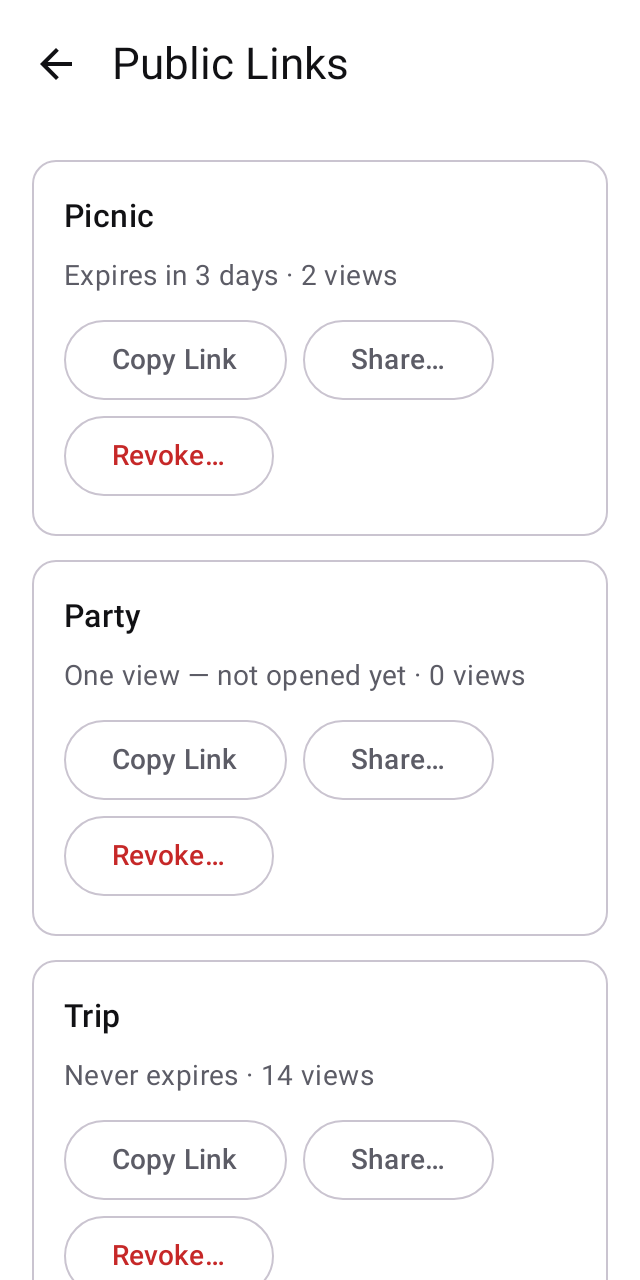 Public Links
Picnic
Expires in 3 days · 2 views
Copy Link
Share…
Revoke…
Party
One view — not opened yet · 0 views
Copy Link
Share…
Revoke…
Trip
Never expires · 14 views
Copy Link
Share…
Revoke…